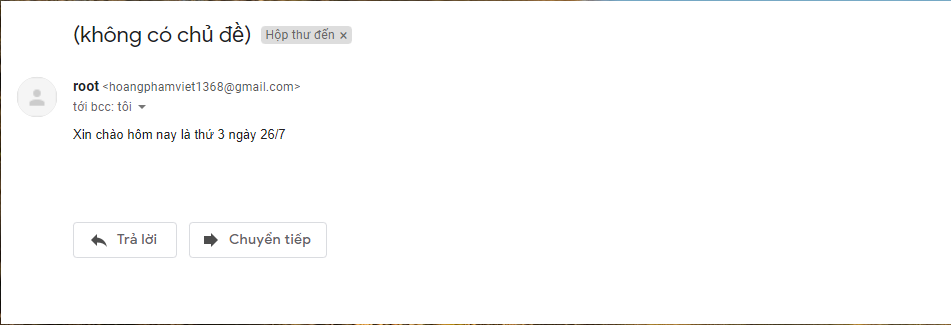 (không có chủ đề) Hộp thư đến ×
root <hoangphamviet1368@gmail.com>
tới bcc: tôi
Xin chào hôm nay là thứ 3 ngày 26/7
Trả lời Chuyển tiếp